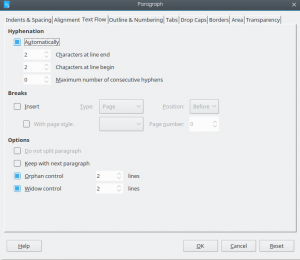 Paragraph
Indents & Spacing Alignment Text Flow Outline & Numbering Tabs Drop Caps Borders Area Transparency
Hyphenation
Automatically
2 Characters at line end
2 Characters at line begin
0 Maximum number of consecutive hyphens
Breaks
Insert Type: Page Position: Before
With page style: Page number: 0
Options
Do not split paragraph
Keep with next paragraph
Orphan control 2 lines
Widow control 2 lines
Help OK Cancel Reset